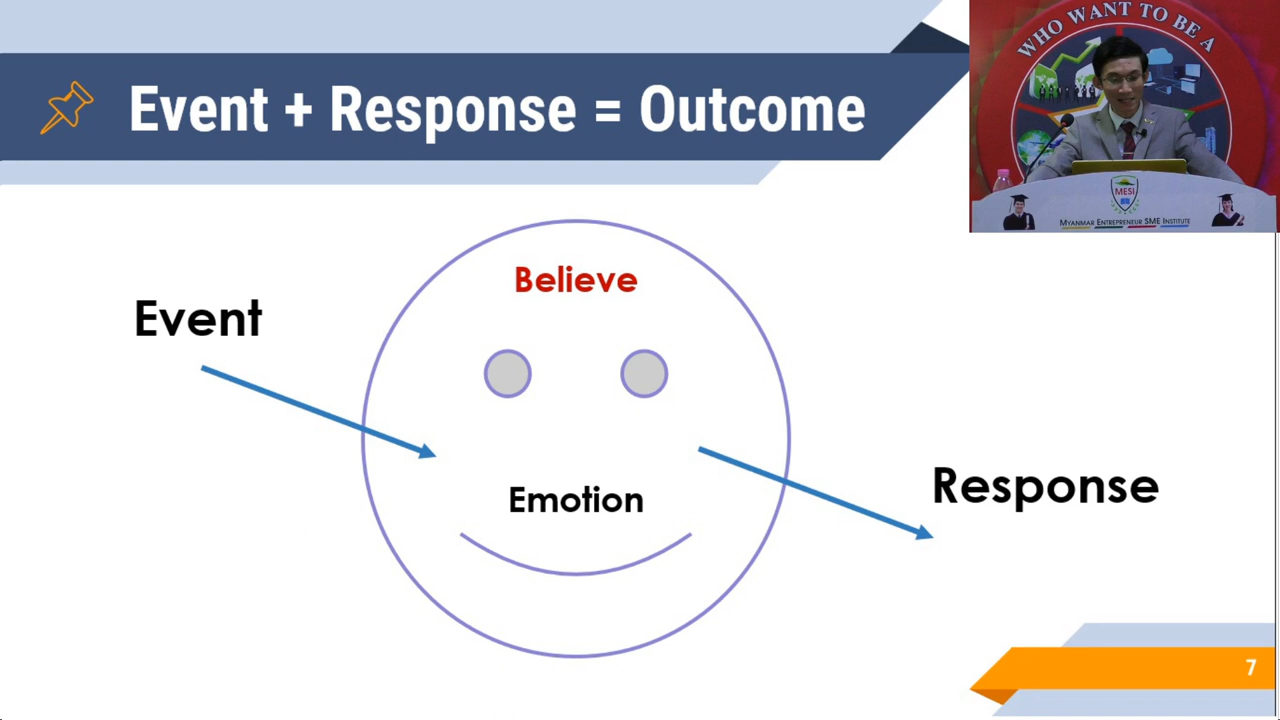 Event + Response = Outcome
WHO WANT TO BE A
MESI
MYANMAR ENTREPRENEUR SME INSTITUTE
Believe
Event
Emotion
Response
7